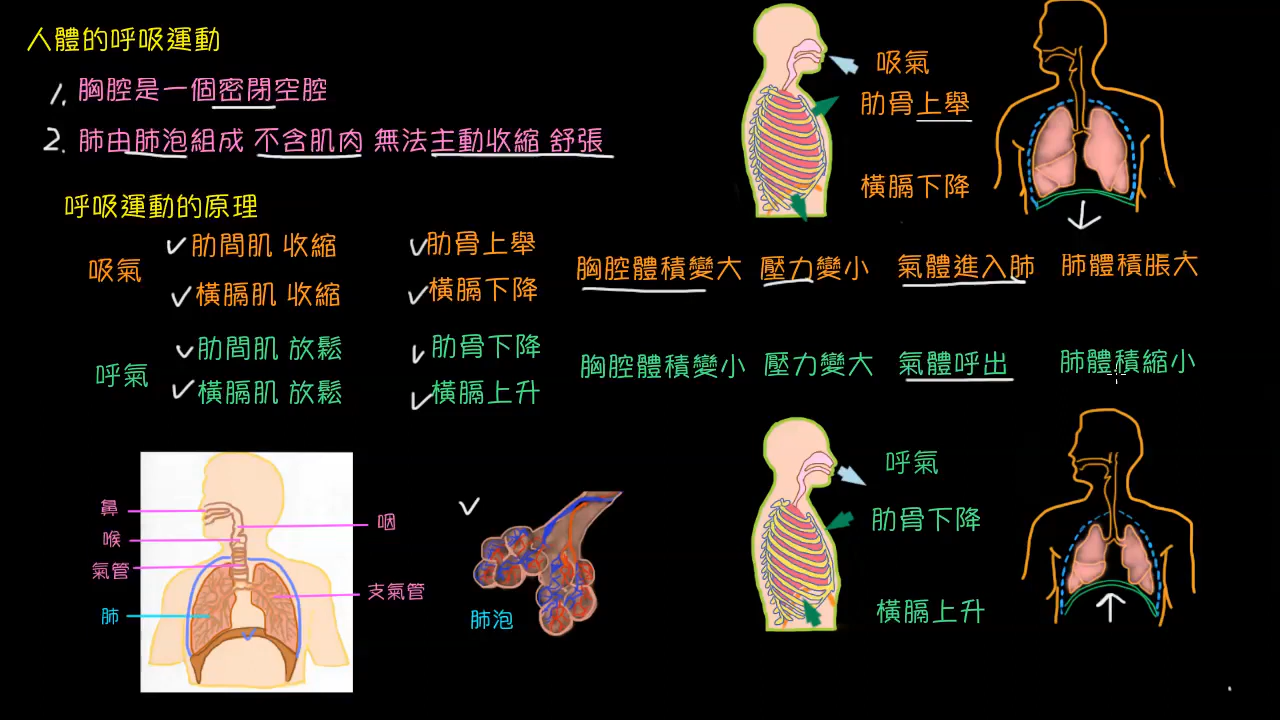 人體的呼吸運動
1. 胸腔是一個密閉空腔
2. 肺由肺泡組成 不含肌肉 無法主動收縮 舒張
呼吸運動的原理
吸氣
肋間肌 收縮 肋骨上舉
橫膈肌 收縮 橫膈下降
胸腔體積變大 壓力變小 氣體進入肺 肺體積脹大
呼氣
肋間肌 放鬆 肋骨下降
橫膈肌 放鬆 橫膈上升
胸腔體積變小 壓力變大 氣體呼出 肺體積縮小
吸氣
肋骨上舉
橫膈下降
鼻
喉
氣管
肺
咽
支氣管
肺泡
呼氣
肋骨下降
橫膈上升